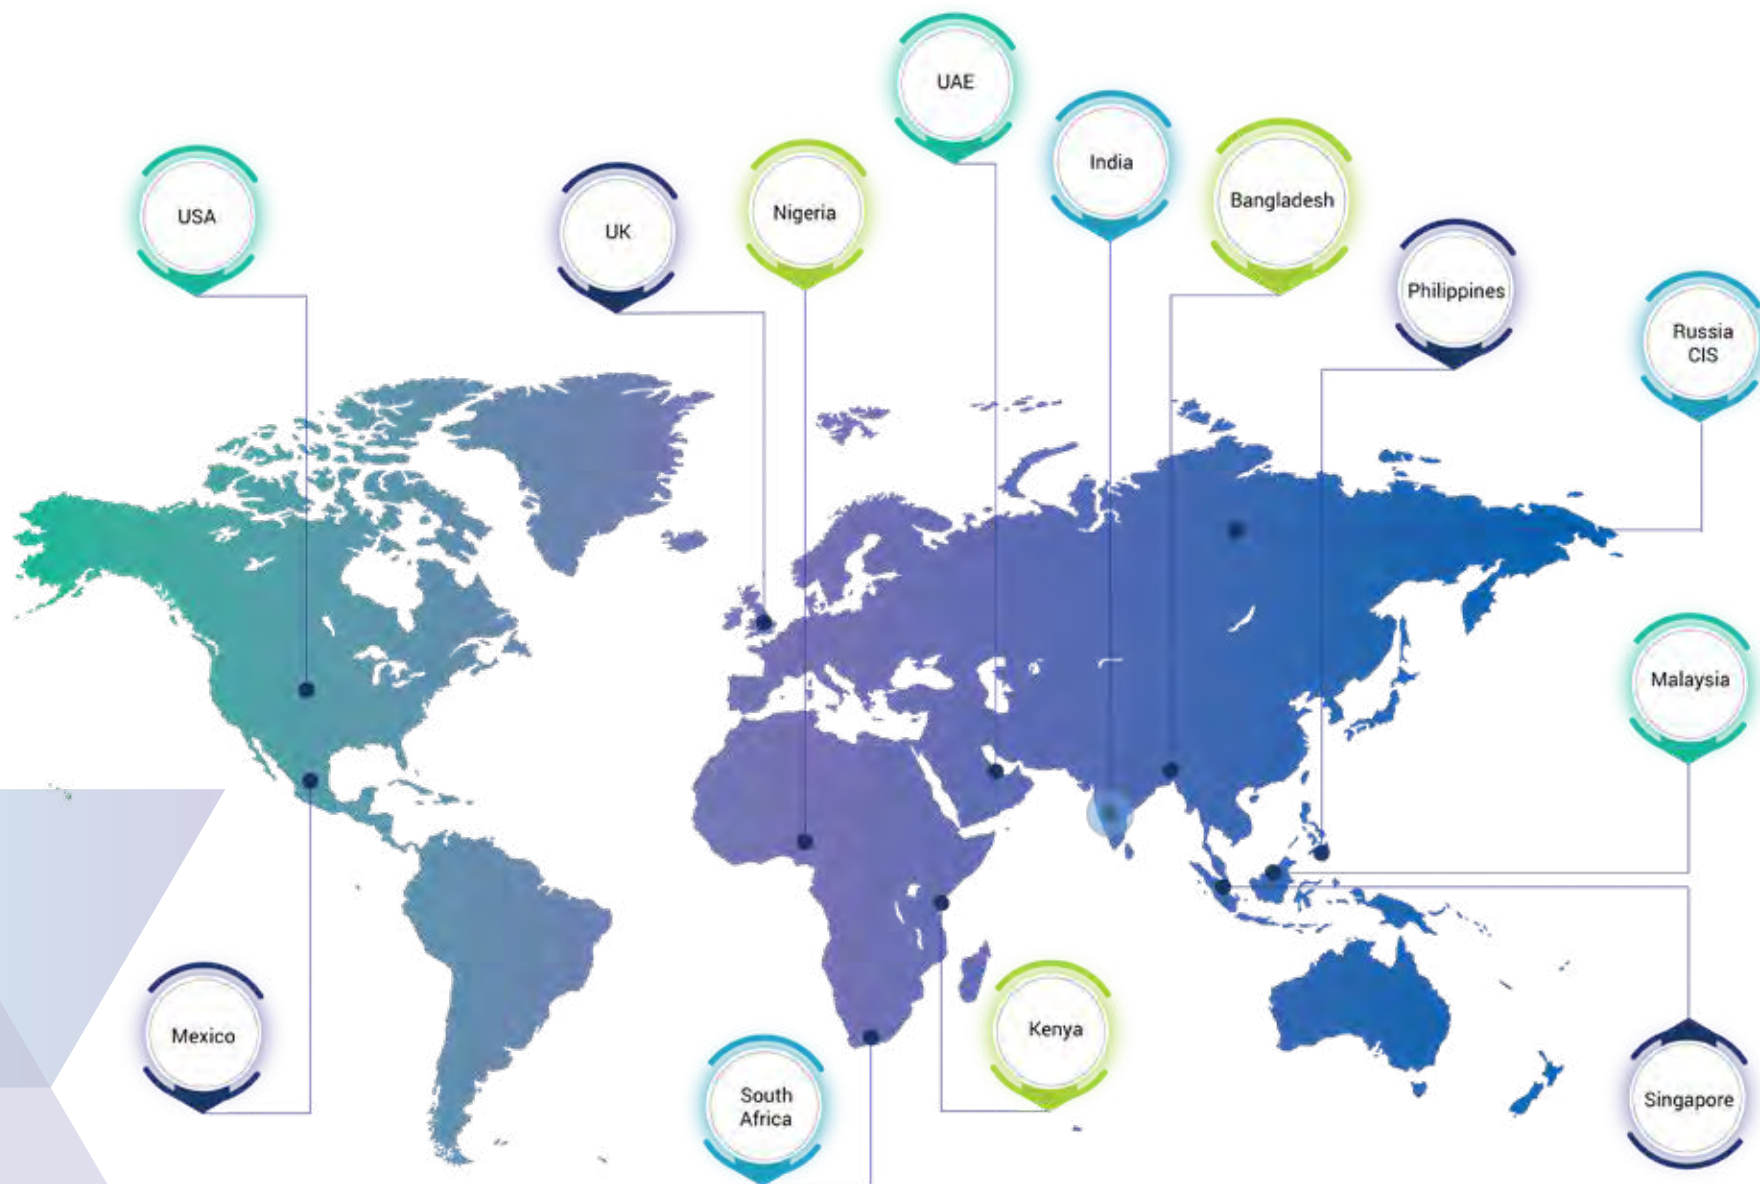 UAE
India
Bangladesh
USA
UK
Nigeria
Philippines
Russia
CIS
Malaysia
Mexico
South
Africa
Kenya
Singapore